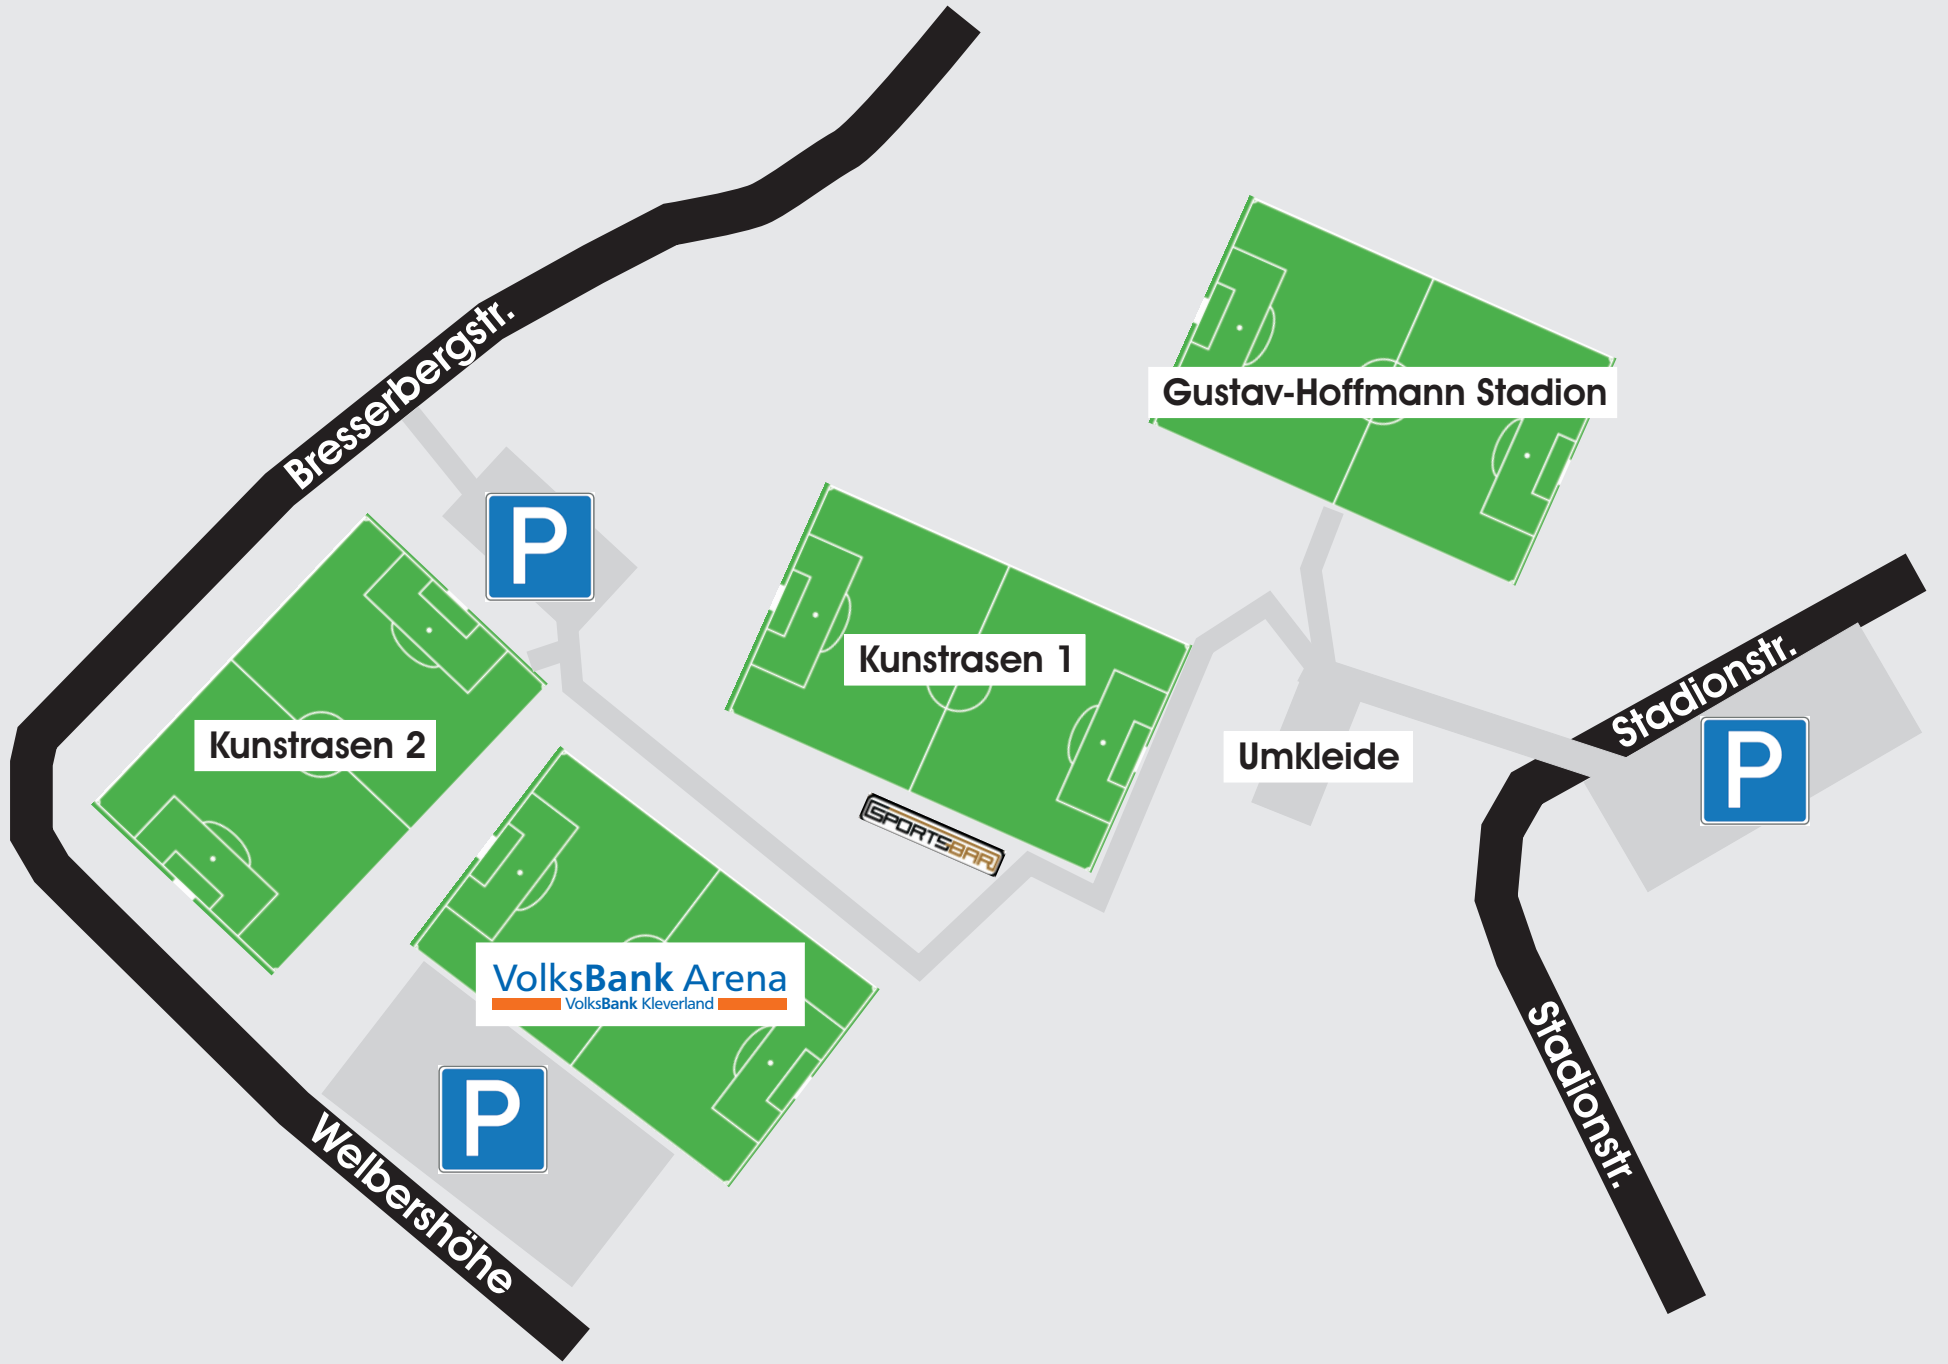 Bresserbergstr.
P
Gustav-Hoffmann Stadion
Kunstrasen 1
Kunstrasen 2
Umkleide
Stadionstr.
P
SPORTSBAR
VolksBank Arena
VolksBank Kleverland
P
Stadionstr.
Welbershöhe